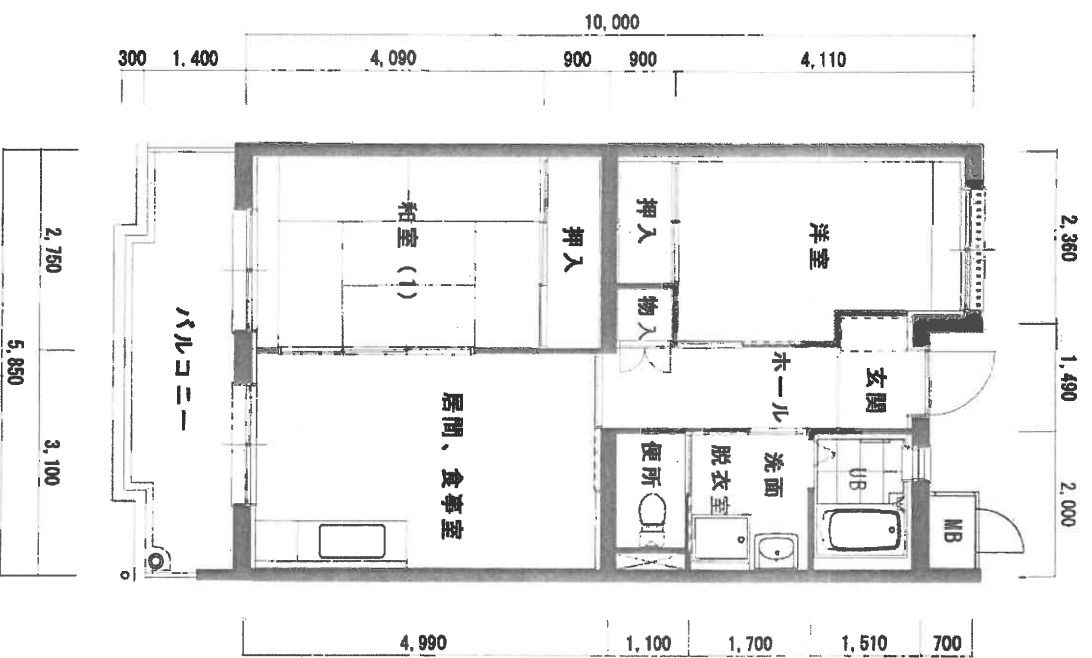 10,000
300
1,400
4,090
900
900
4,110
和室(1)
押入
押入
物入
洋室
2,750
3,100
5,850
2,360
1,490
2,000
バルコニー
居間、食事室
ホール
玄関
便所
洗面
脱衣室
UB
MB
4,990
1,100
1,700
1,510
700